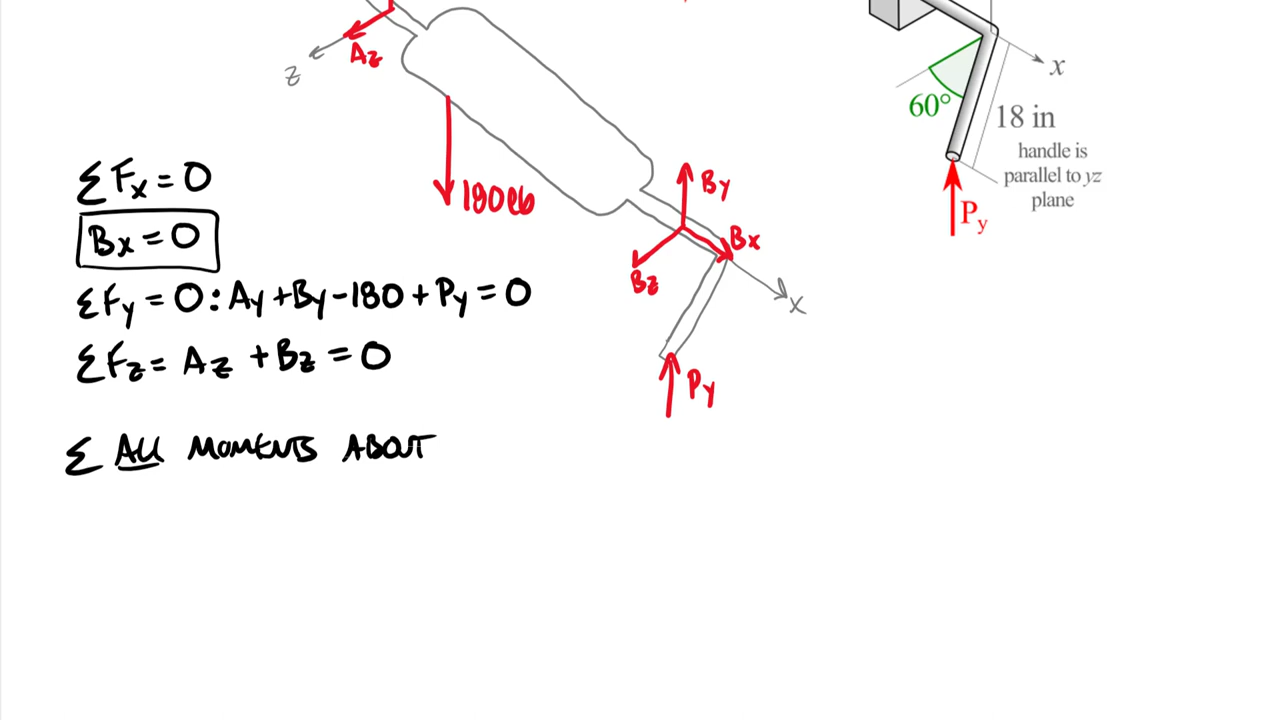 Az
z
180lb
By
Bx
Bz
x
Py
ΣFx = 0
Bx = 0
ΣFy = 0: Ay + By - 180 + Py = 0
ΣFz = Az + Bz = 0
Σ ALL MOMENTS ABOUT
x
60°
18 in
handle is
parallel to yz
plane
Py